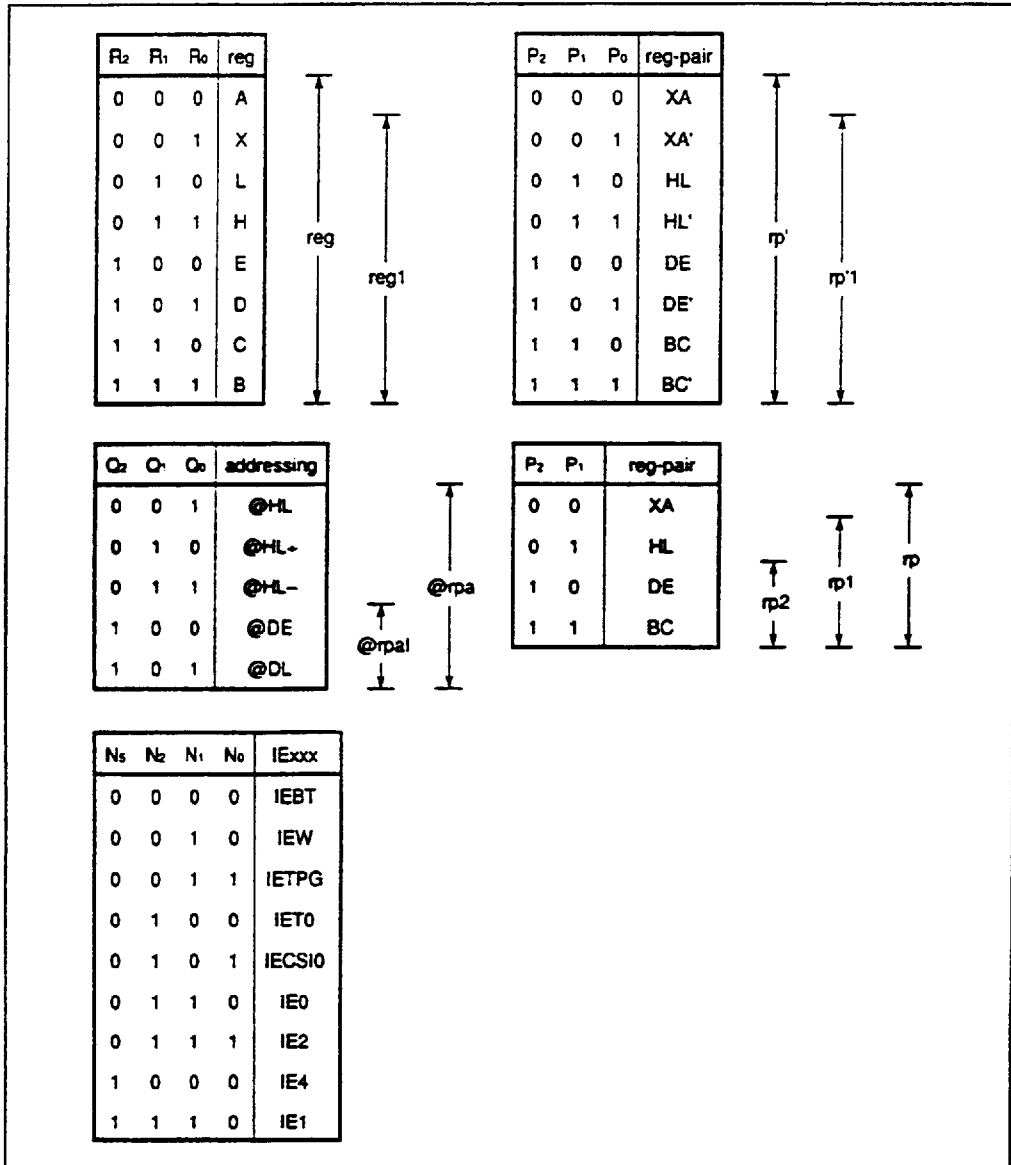 R2 R1 R0 reg
0 0 0 A
0 0 1 X
0 1 0 L
0 1 1 H
1 0 0 E
1 0 1 D
1 1 0 C
1 1 1 B
reg
reg1
P2 P1 P0 reg-pair
0 0 0 XA
0 0 1 XA'
0 1 0 HL
0 1 1 HL'
1 0 0 DE
1 0 1 DE'
1 1 0 BC
1 1 1 BC'
rp'
rp'1
Q2 Q1 Q0 addressing
0 0 1 @HL
0 1 0 @HL+
0 1 1 @HL−
1 0 0 @DE
1 0 1 @DL
@rpal
@rpa
P2 P1 reg-pair
0 0 XA
0 1 HL
1 0 DE
1 1 BC
rp2
rp1
rp
N5 N2 N1 N0 IExxx
0 0 0 0 IEBT
0 0 1 0 IEW
0 0 1 1 IETPG
0 1 0 0 IET0
0 1 0 1 IECSI0
0 1 1 0 IE0
0 1 1 1 IE2
1 0 0 0 IE4
1 1 1 0 IE1